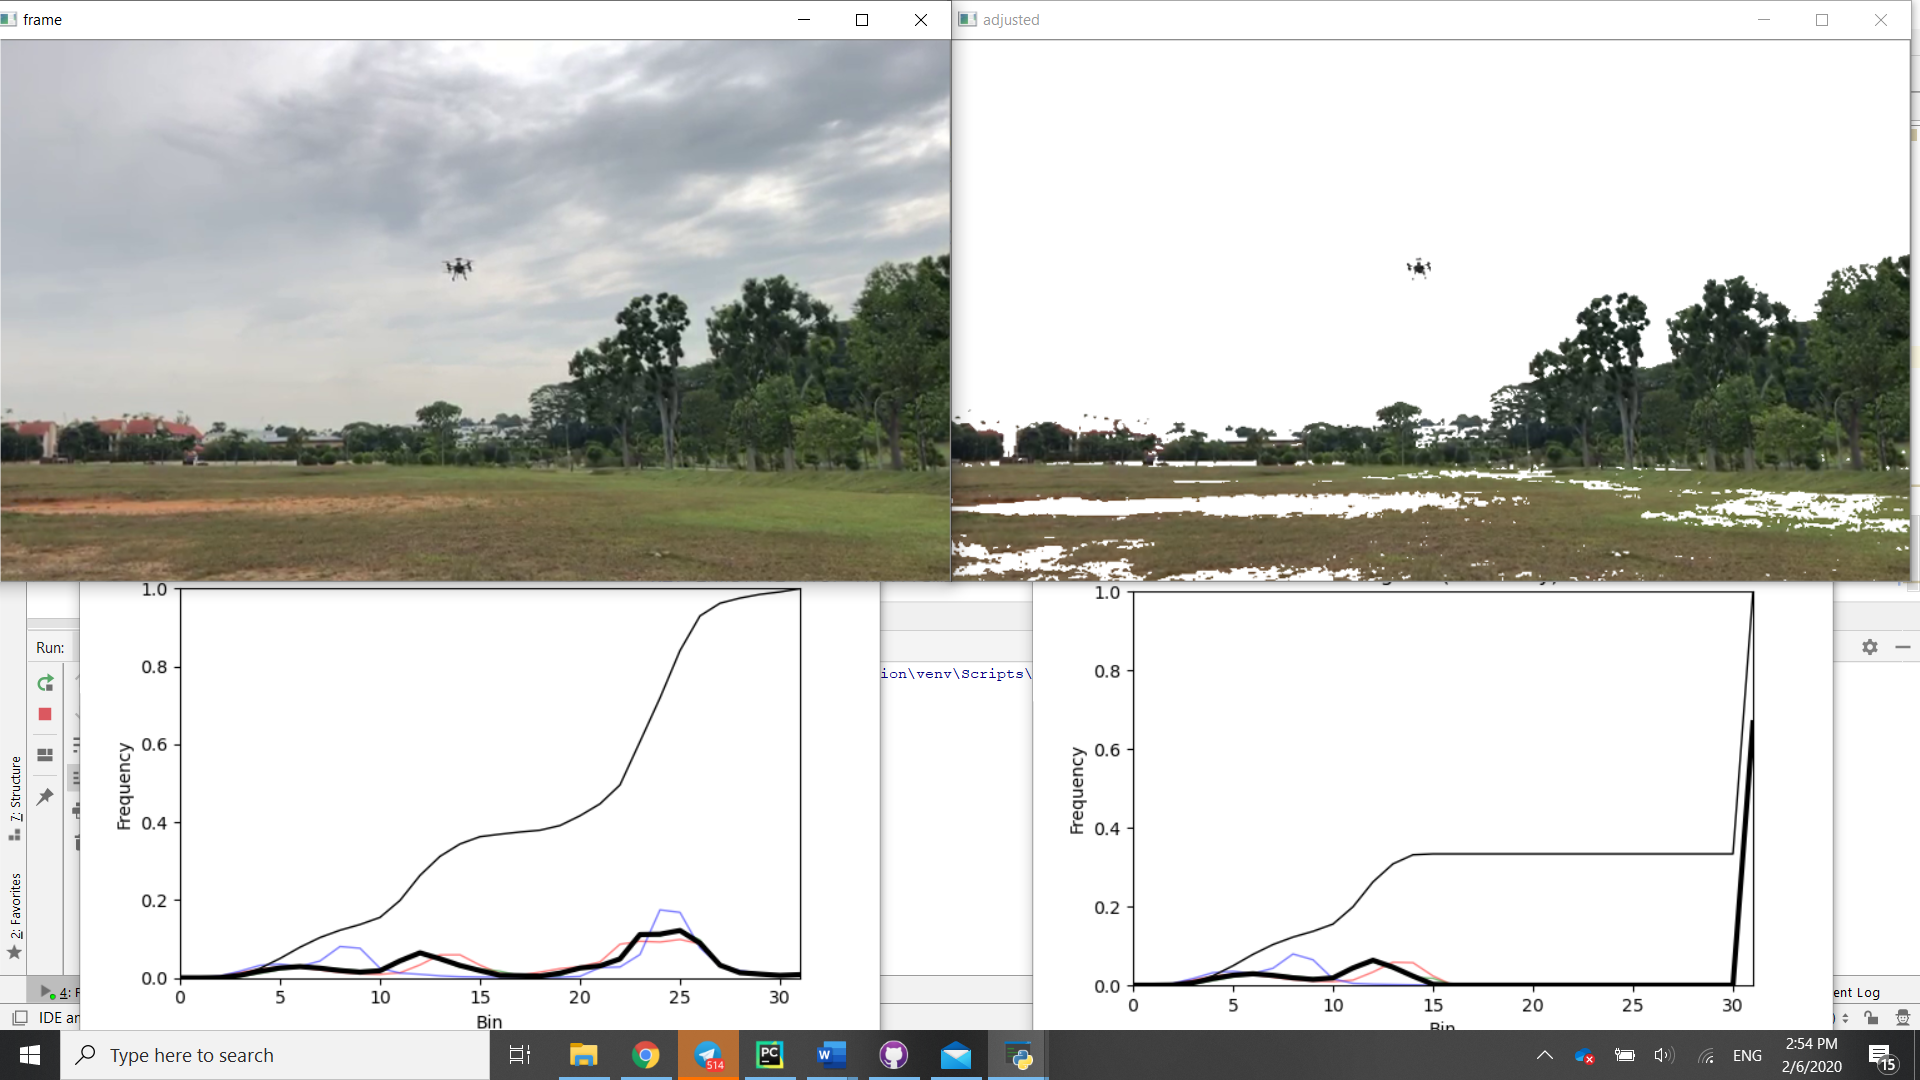 frame
adjusted
1.0
0.8
0.6
0.4
0.2
0.0
Frequency
0
5
10
15
20
25
30
Bin
1.0
0.8
0.6
0.4
0.2
0.0
Frequency
0
5
10
15
20
25
30
Run:
ion\venv\Scripts\
7: Structure
2: Favorites
4:
ent Log
IDE
Type here to search
514
PC
W
ENG
2:54 PM
2/6/2020
15